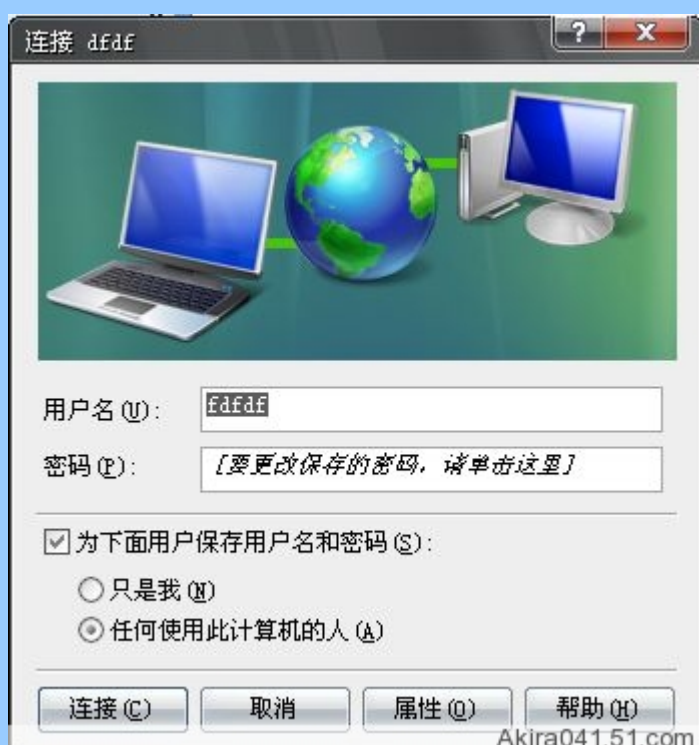 连接 dfdf
用户名(U):
fdfdf
密码(P):
[要更改保存的密码，请单击这里]
为下面用户保存用户名和密码(S):
只是我(N)
任何使用此计算机的人(A)
连接(C)
取消
属性(O)
帮助(H)
Akira041.51.com